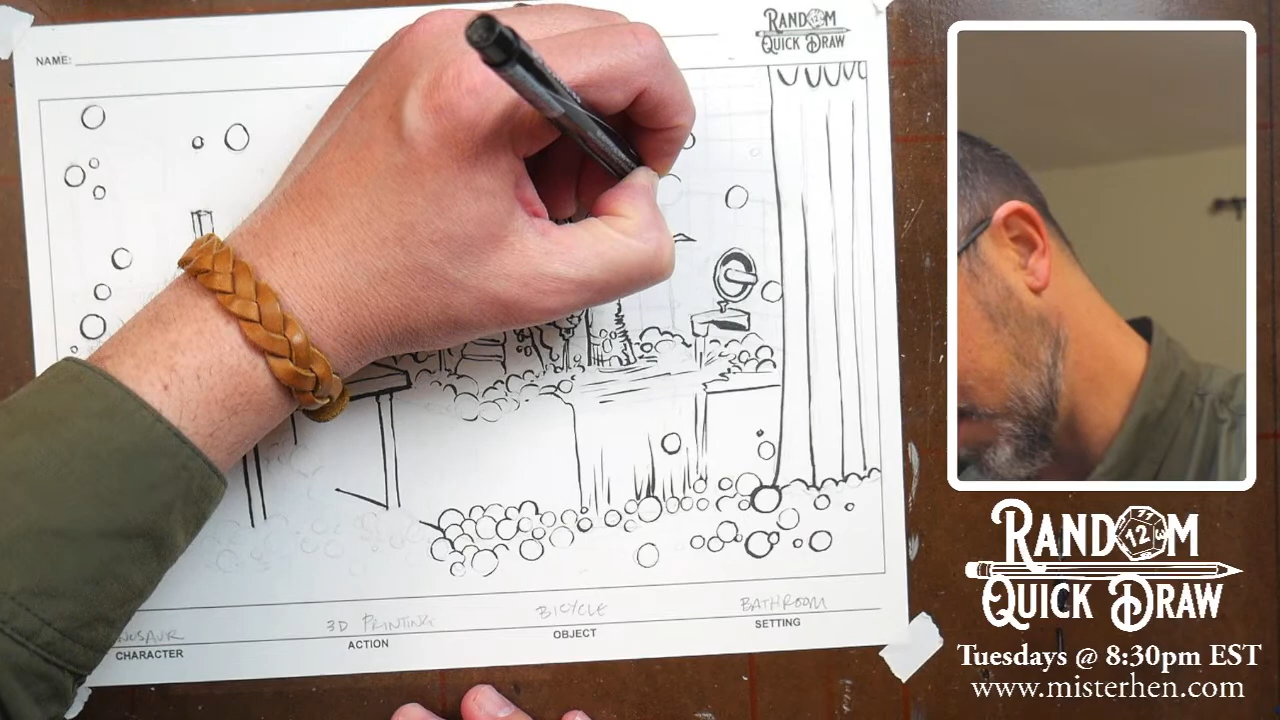 RANDOM
QUICK DRAW
NAME:
3D PRINTING
BICYCLE
BATHROOM
CHARACTER
ACTION
OBJECT
SETTING
RANDOM
12
QUICK DRAW
Tuesdays @ 8:30pm EST
www.misterhen.com